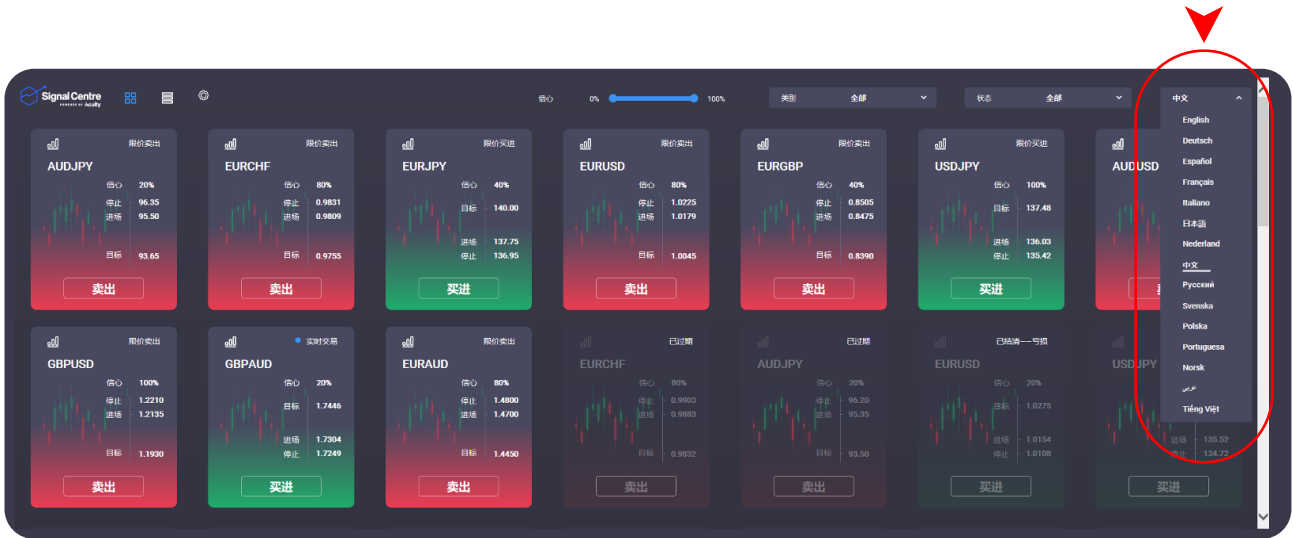 Signal Centre
POWERED BY Acuity
信心 0% 100%
类别 全部
状态 全部
中文
English
Deutsch
Español
Français
Italiano
日本語
Nederland
中文
Русский
Svenska
Polska
Portuguesa
Norsk
عربي
Tiếng Việt
限价卖出
AUDJPY
信心 20%
停止 96.35
进场 95.50
目标 93.65
卖出
限价卖出
EURCHF
信心 80%
停止 0.9831
进场 0.9809
目标 0.9755
卖出
限价买进
EURJPY
信心 40%
目标 140.00
进场 137.75
停止 136.95
买进
限价卖出
EURUSD
信心 80%
停止 1.0225
进场 1.0179
目标 1.0045
卖出
限价卖出
EURGBP
信心 40%
停止 0.8505
进场 0.8475
目标 0.8390
卖出
限价买进
USDJPY
信心 100%
目标 137.48
进场 136.03
停止 135.42
买进
AUDUSD
限价卖出
GBPUSD
信心 100%
停止 1.2210
进场 1.2135
目标 1.1930
卖出
实时交易
GBPAUD
信心 20%
目标 1.7446
进场 1.7304
停止 1.7249
买进
限价卖出
EURAUD
信心 80%
停止 1.4800
进场 1.4700
目标 1.4450
卖出
已过期
EURCHF
信心 80%
停止 0.9903
进场 0.9883
目标 0.9832
卖出
已过期
AUDJPY
信心 20%
停止 96.20
进场 95.35
目标 93.50
卖出
已结清——亏损
EURUSD
信心 20%
目标 1.0275
进场 1.0154
停止 1.0108
买进
USDJPY
进场 135.52
停止 134.72
买进